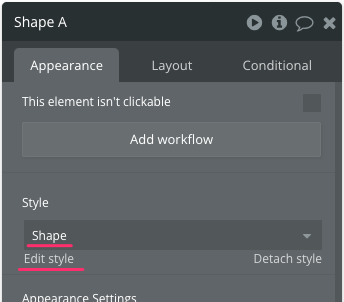 Shape A
Appearance Layout Conditional
This element isn't clickable
Add workflow
Style
Shape
Edit style Detach style
Appearance Settings